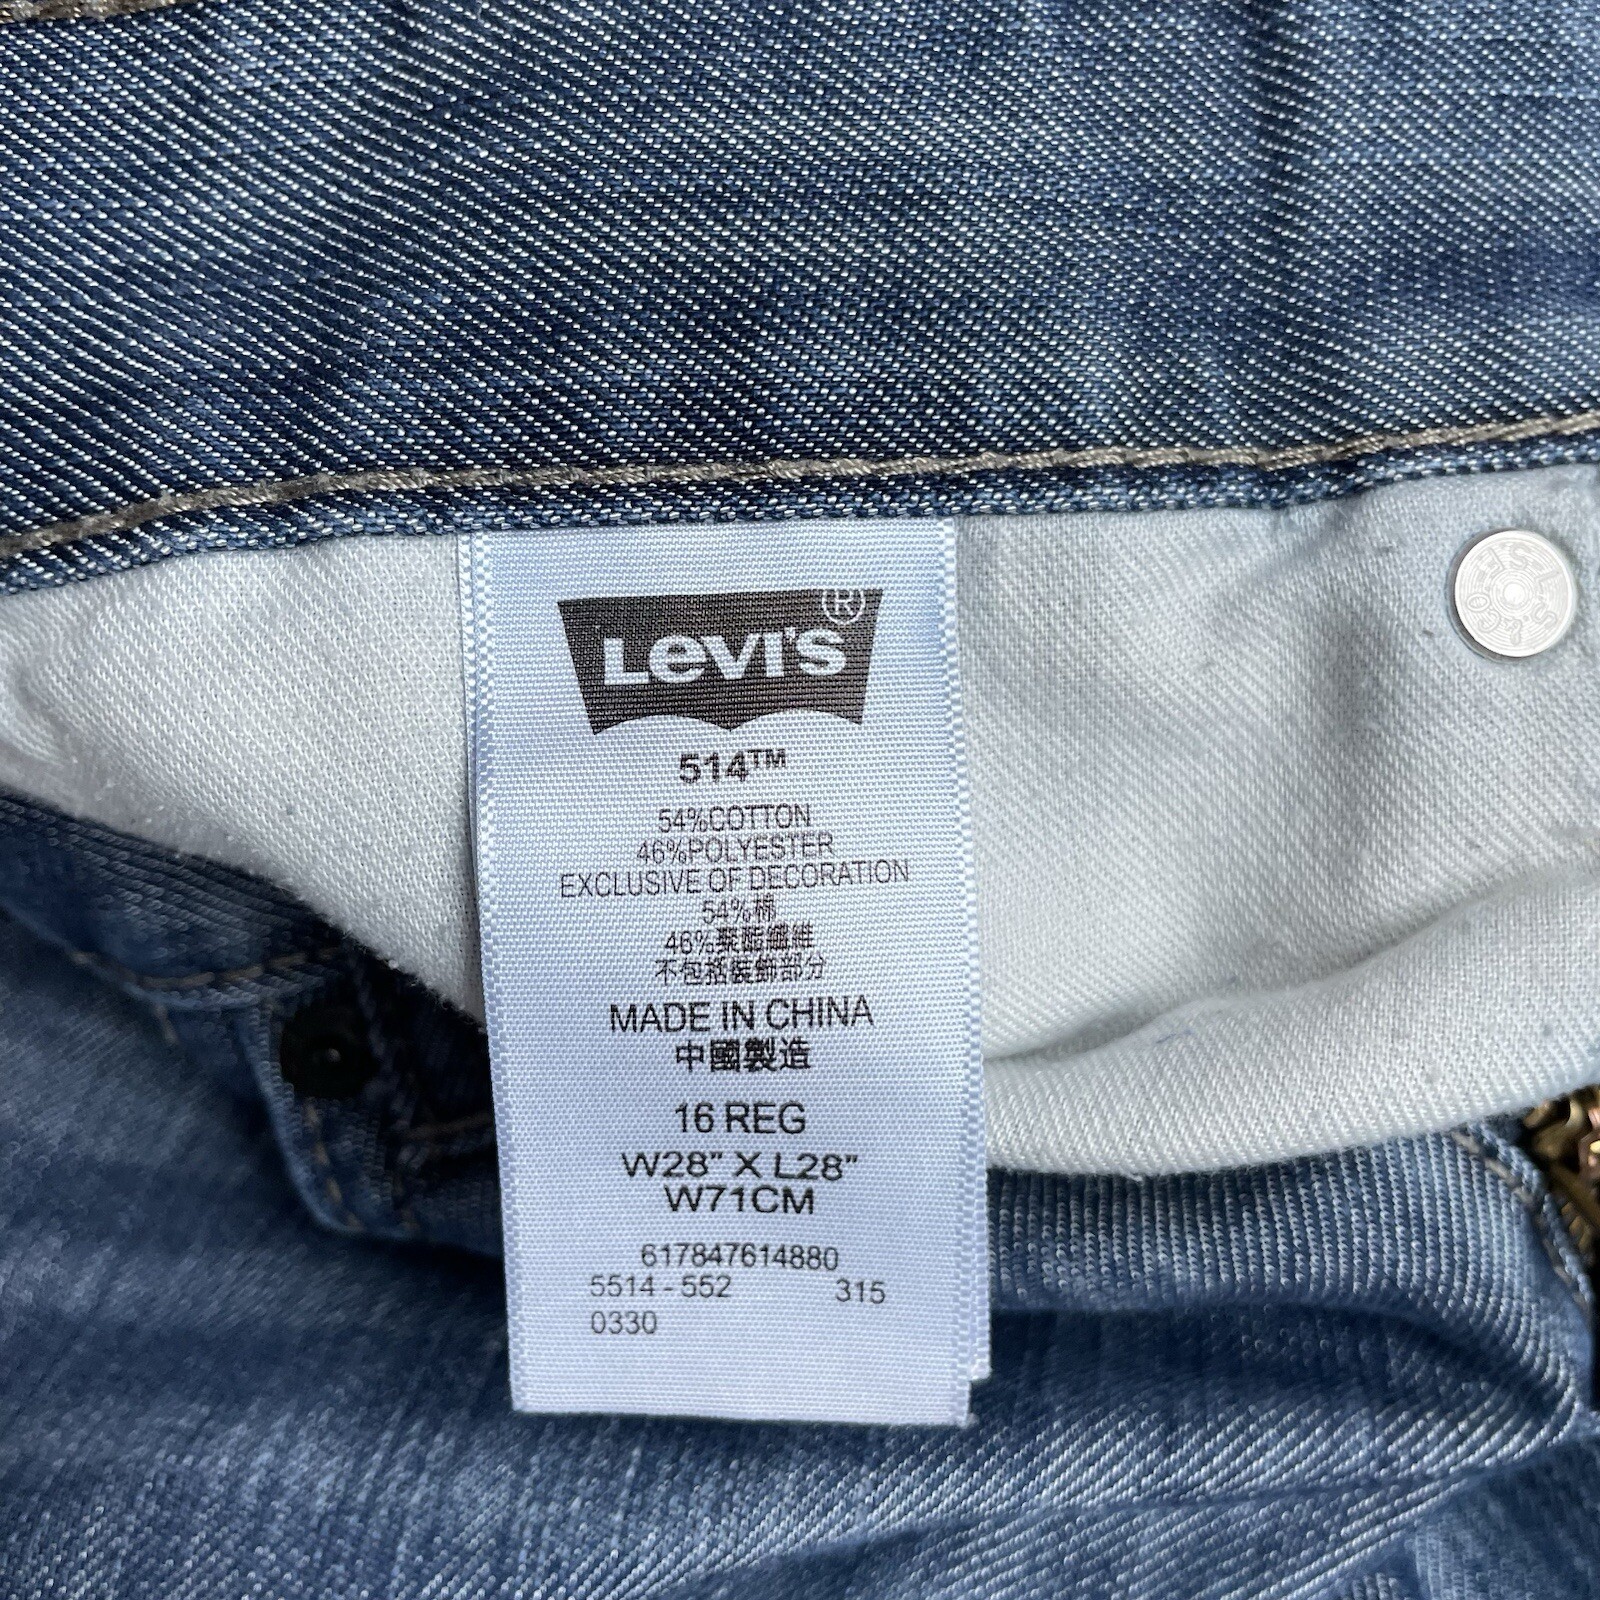 LEVI'S®
514™
54%COTTON
46%POLYESTER
EXCLUSIVE OF DECORATION
54%棉
46%聚酯纖維
不包括裝飾部分
MADE IN CHINA
中國製造
16 REG
W28" X L28"
W71CM
617847614880
5514 - 552 315
0330